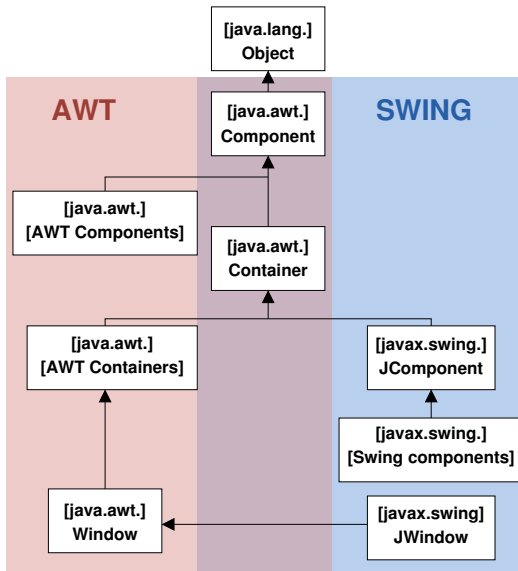 [java.lang.]
Object
AWT
SWING
[java.awt.]
Component
[java.awt.]
[AWT Components]
[java.awt.]
Container
[java.awt.]
[AWT Containers]
[javax.swing.]
JComponent
[javax.swing.]
[Swing components]
[java.awt.]
Window
[javax.swing]
JWindow